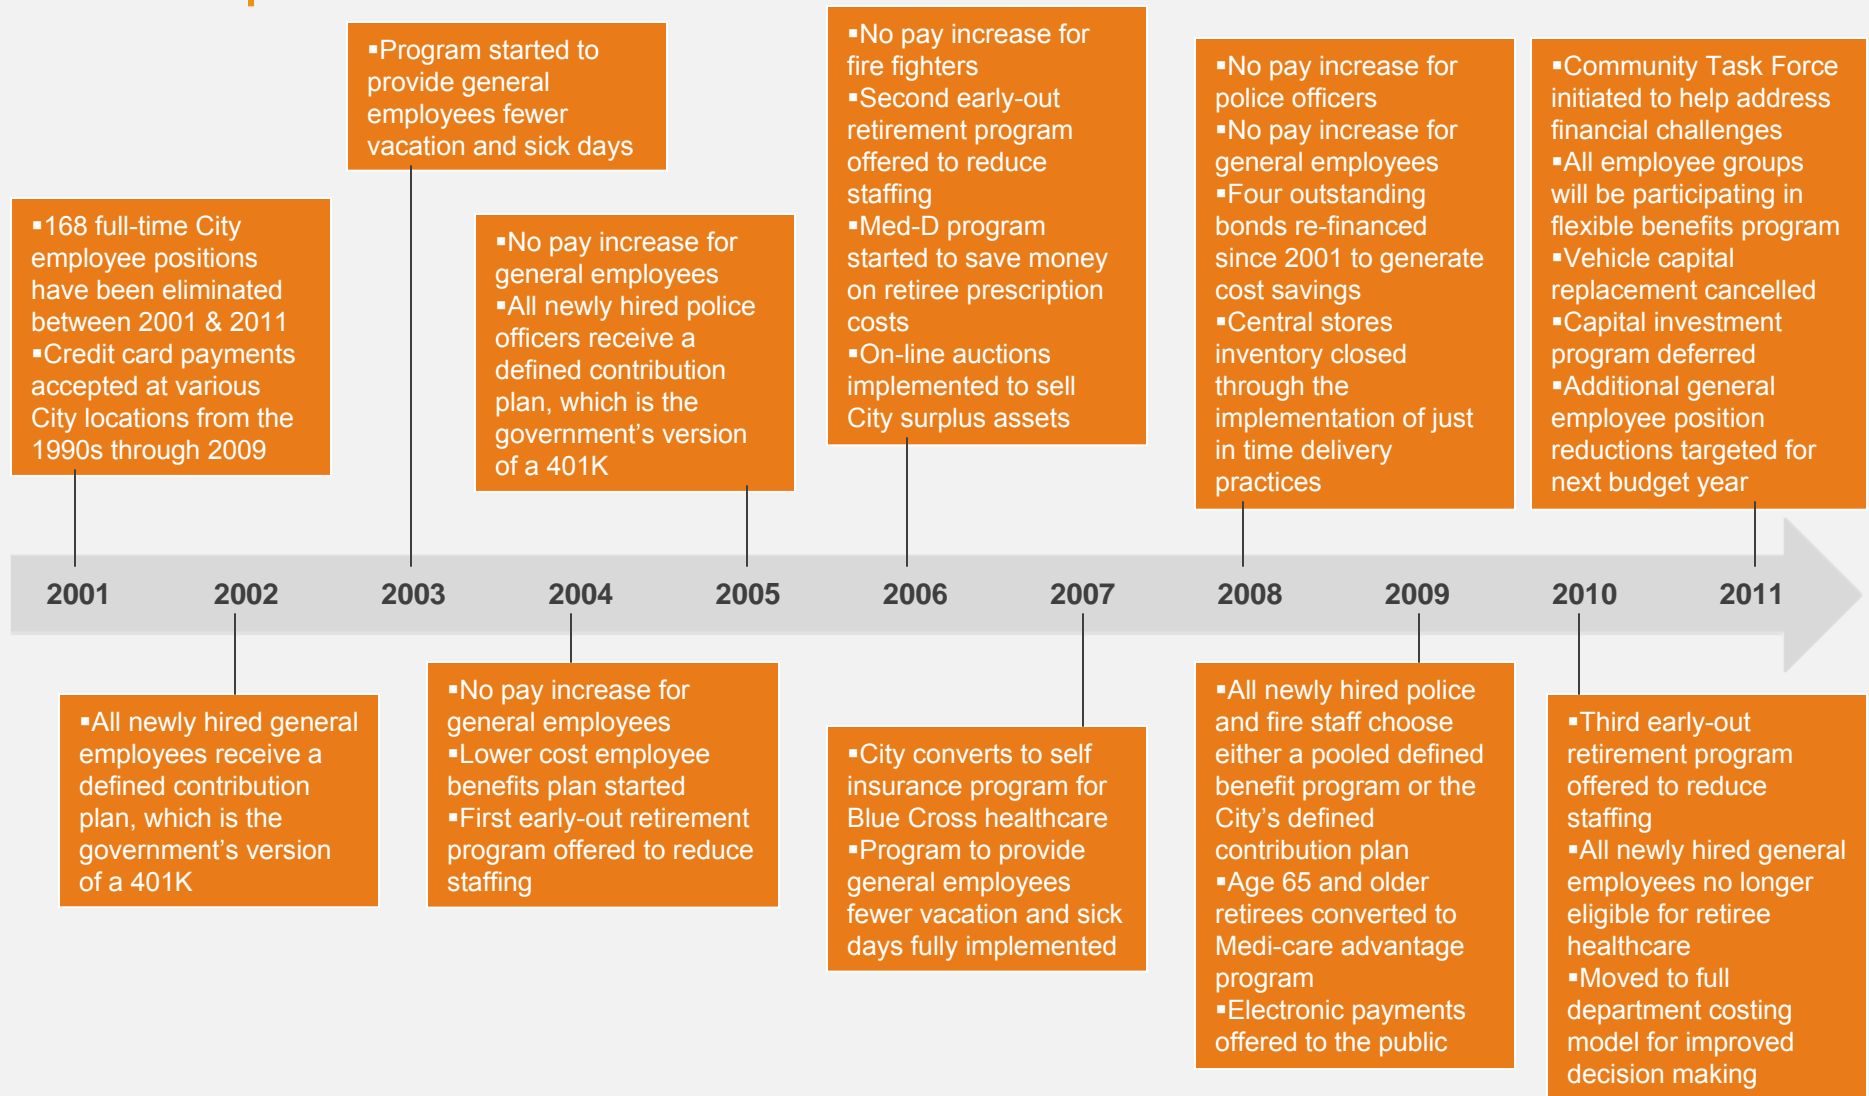 ▪Program started to
provide general
employees fewer
vacation and sick days
▪No pay increase for
fire fighters
▪Second early-out
retirement program
offered to reduce
staffing
▪Med-D program
started to save money
on retiree prescription
costs
▪On-line auctions
implemented to sell
City surplus assets
▪No pay increase for
police officers
▪No pay increase for
general employees
▪Four outstanding
bonds re-financed
since 2001 to generate
cost savings
▪Central stores
inventory closed
through the
implementation of just
in time delivery
practices
▪Community Task Force
initiated to help address
financial challenges
▪All employee groups
will be participating in
flexible benefits program
▪Vehicle capital
replacement cancelled
▪Capital investment
program deferred
▪Additional general
employee position
reductions targeted for
next budget year
▪168 full-time City
employee positions
have been eliminated
between 2001 & 2011
▪Credit card payments
accepted at various
City locations from the
1990s through 2009
▪No pay increase for
general employees
▪All newly hired police
officers receive a
defined contribution
plan, which is the
government’s version
of a 401K
2001 2002 2003 2004 2005 2006 2007 2008 2009 2010 2011
▪All newly hired general
employees receive a
defined contribution
plan, which is the
government’s version
of a 401K
▪No pay increase for
general employees
▪Lower cost employee
benefits plan started
▪First early-out retirement
program offered to reduce
staffing
▪City converts to self
insurance program for
Blue Cross healthcare
▪Program to provide
general employees
fewer vacation and sick
days fully implemented
▪All newly hired police
and fire staff choose
either a pooled defined
benefit program or the
City’s defined
contribution plan
▪Age 65 and older
retirees converted to
Medi-care advantage
program
▪Electronic payments
offered to the public
▪Third early-out
retirement program
offered to reduce
staffing
▪All newly hired general
employees no longer
eligible for retiree
healthcare
▪Moved to full
department costing
model for improved
decision making